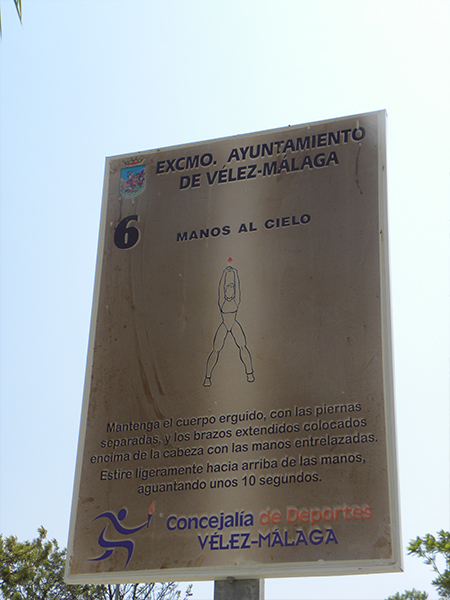 EXCMO. AYUNTAMIENTO
DE VÉLEZ-MÁLAGA
6
MANOS AL CIELO
Mantenga el cuerpo erguido, con las piernas
separadas, y los brazos extendidos colocados
encima de la cabeza con las manos entrelazadas.
Estire ligeramente hacia arriba de las manos,
aguantando unos 10 segundos.
Concejalía de Deportes
VÉLEZ-MÁLAGA